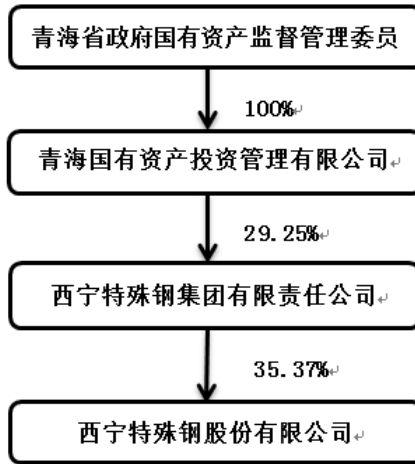 青海省政府国有资产监督管理委员
100%
青海国有资产投资管理有限公司
29.25%
西宁特殊钢集团有限责任公司
35.37%
西宁特殊钢股份有限公司